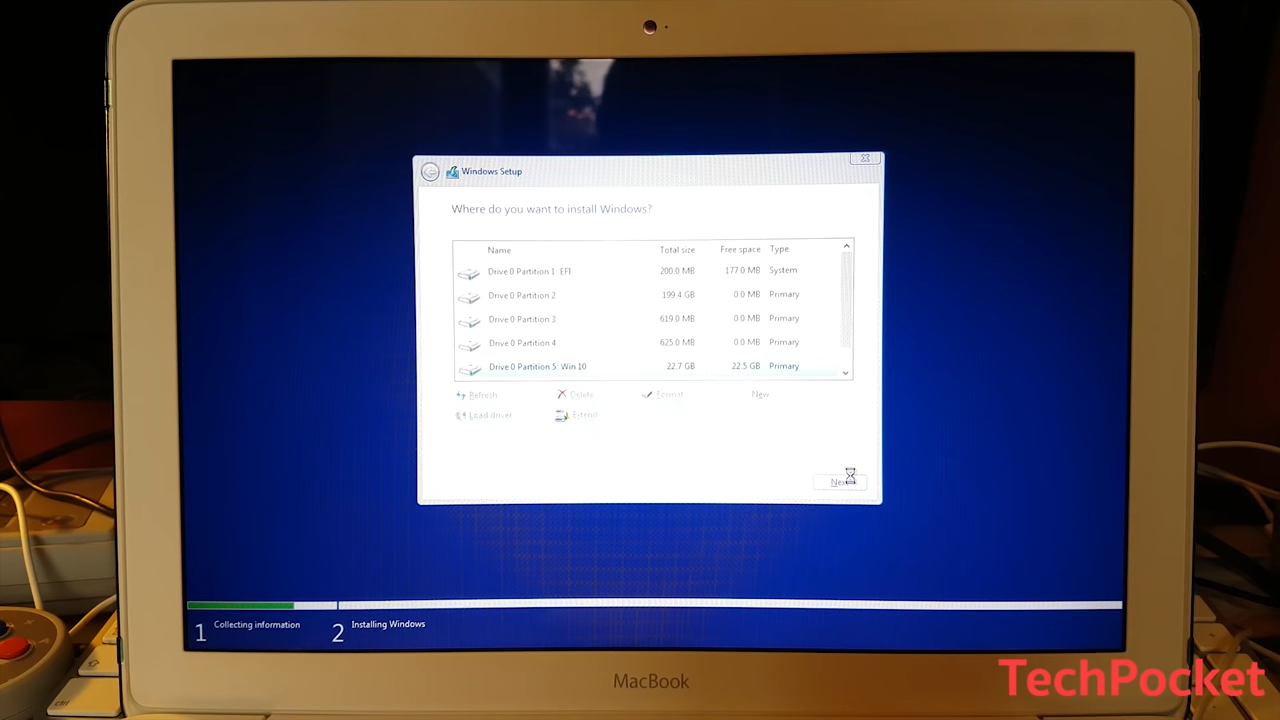 Windows Setup
Where do you want to install Windows?
Name Total size Free space Type
Drive 0 Partition 1: EFI 200.0 MB 177.0 MB System
Drive 0 Partition 2 199.4 GB 0.0 MB Primary
Drive 0 Partition 3 619.0 MB 0.0 MB Primary
Drive 0 Partition 4 625.0 MB 0.0 MB Primary
Drive 0 Partition 5: Win 10 22.7 GB 22.5 GB Primary
Refresh Delete Format New
Load driver Extend
1 Collecting information 2 Installing Windows
MacBook
TechPocket
ctrl